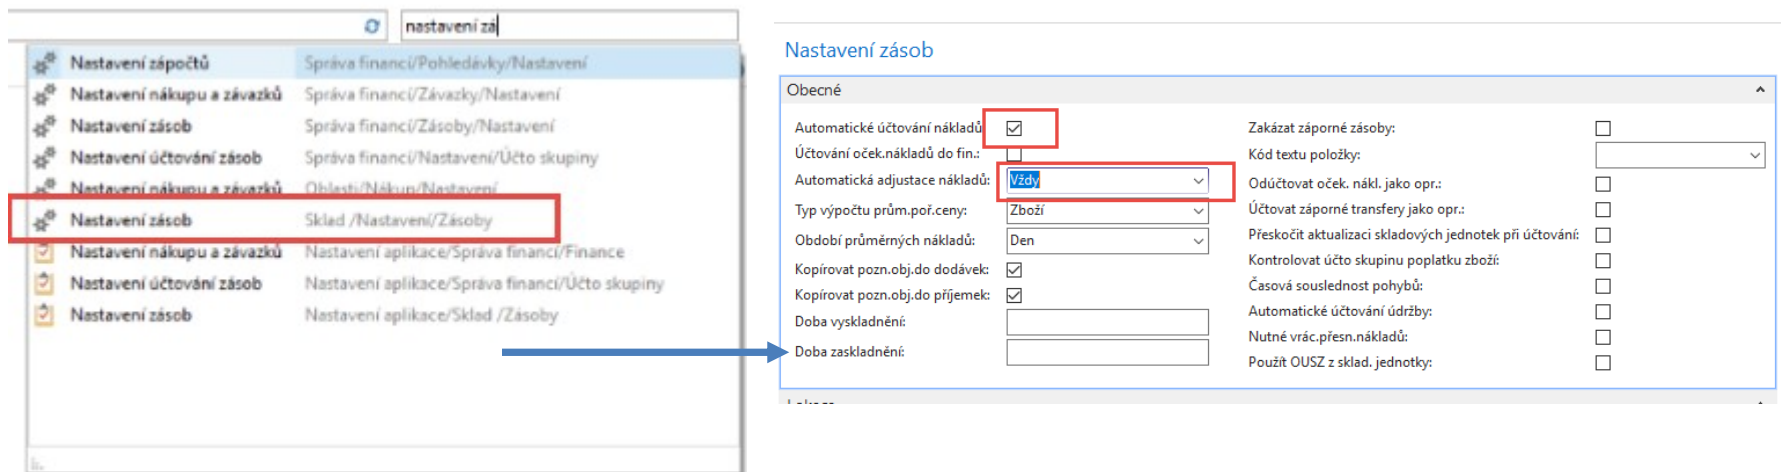 nastavení zá
Nastavení zápočtů Správa financí/Pohledávky/Nastavení
Nastavení nákupu a závazků Správa financí/Závazky/Nastavení
Nastavení zásob Správa financí/Zásoby/Nastavení
Nastavení účtování zásob Správa financí/Nastavení/Účto skupiny
Nastavení nákupu a závazků Oblasti/Nákup/Nastavení
Nastavení zásob Sklad /Nastavení/Zásoby
Nastavení nákupu a závazků Nastavení aplikace/Správa financí/Finance
Nastavení účtování zásob Nastavení aplikace/Správa financí/Účto skupiny
Nastavení zásob Nastavení aplikace/Sklad /Zásoby
Nastavení zásob
Obecné
Automatické účtování nákladů
Účtování oček.nákladů do fin.:
Automatická adjustace nákladů: Vždy
Typ výpočtu prům.poř.ceny: Zboží
Období průměrných nákladů: Den
Kopírovat pozn.obj.do dodávek:
Kopírovat pozn.obj.do příjemek:
Doba vyskladnění:
Doba zaskladnění:
Zakázat záporné zásoby:
Kód textu položky:
Odúčtovat oček. nákl. jako opr.:
Účtovat záporné transfery jako opr.:
Přeskočit aktualizaci skladových jednotek při účtování:
Kontrolovat účto skupinu poplatku zboží:
Časová souslednost pohybů:
Automatické účtování údržby:
Nutné vrác.přesn.nákladů:
Použít OUSZ z sklad. jednotky: